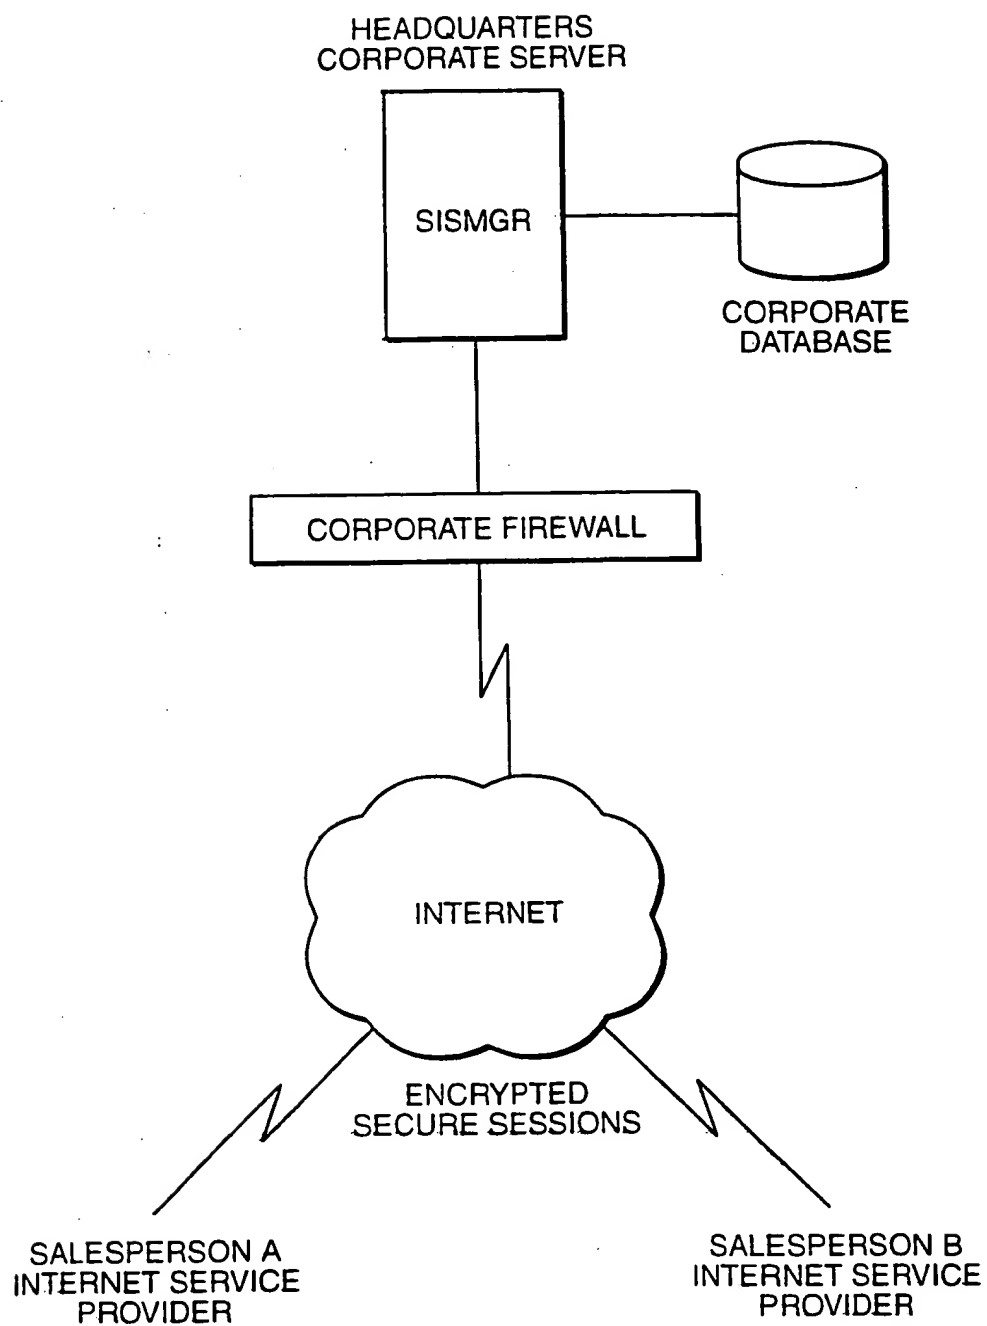 HEADQUARTERS
CORPORATE SERVER
SISMGR
CORPORATE
DATABASE
CORPORATE FIREWALL
INTERNET
ENCRYPTED
SECURE SESSIONS
SALESPERSON A
INTERNET SERVICE
PROVIDER
SALESPERSON B
INTERNET SERVICE
PROVIDER